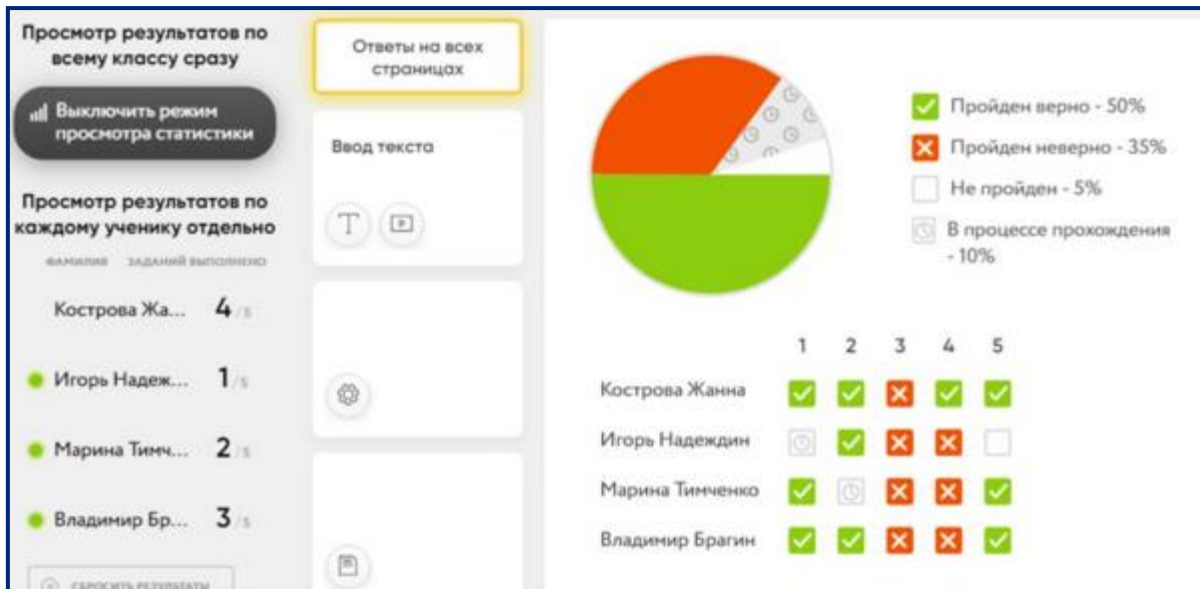 Просмотр результатов по
всему классу сразу
Выключить режим
просмотра статистики
Просмотр результатов по
каждому ученику отдельно
ФАМИЛИЯ ЗАДАНИЙ ВЫПОЛНЕНО
Кострова Жа... 4 /5
Игорь Надеж... 1 /5
Марина Тимч... 2 /5
Владимир Бр... 3 /5
СБРОСИТЬ РЕЗУЛЬТАТЫ
Ответы на всех
страницах
Ввод текста
T
Пройден верно - 50%
Пройден неверно - 35%
Не пройден - 5%
В процессе прохождения
- 10%
1 2 3 4 5
Кострова Жанна
Игорь Надеждин
Марина Тимченко
Владимир Брагин